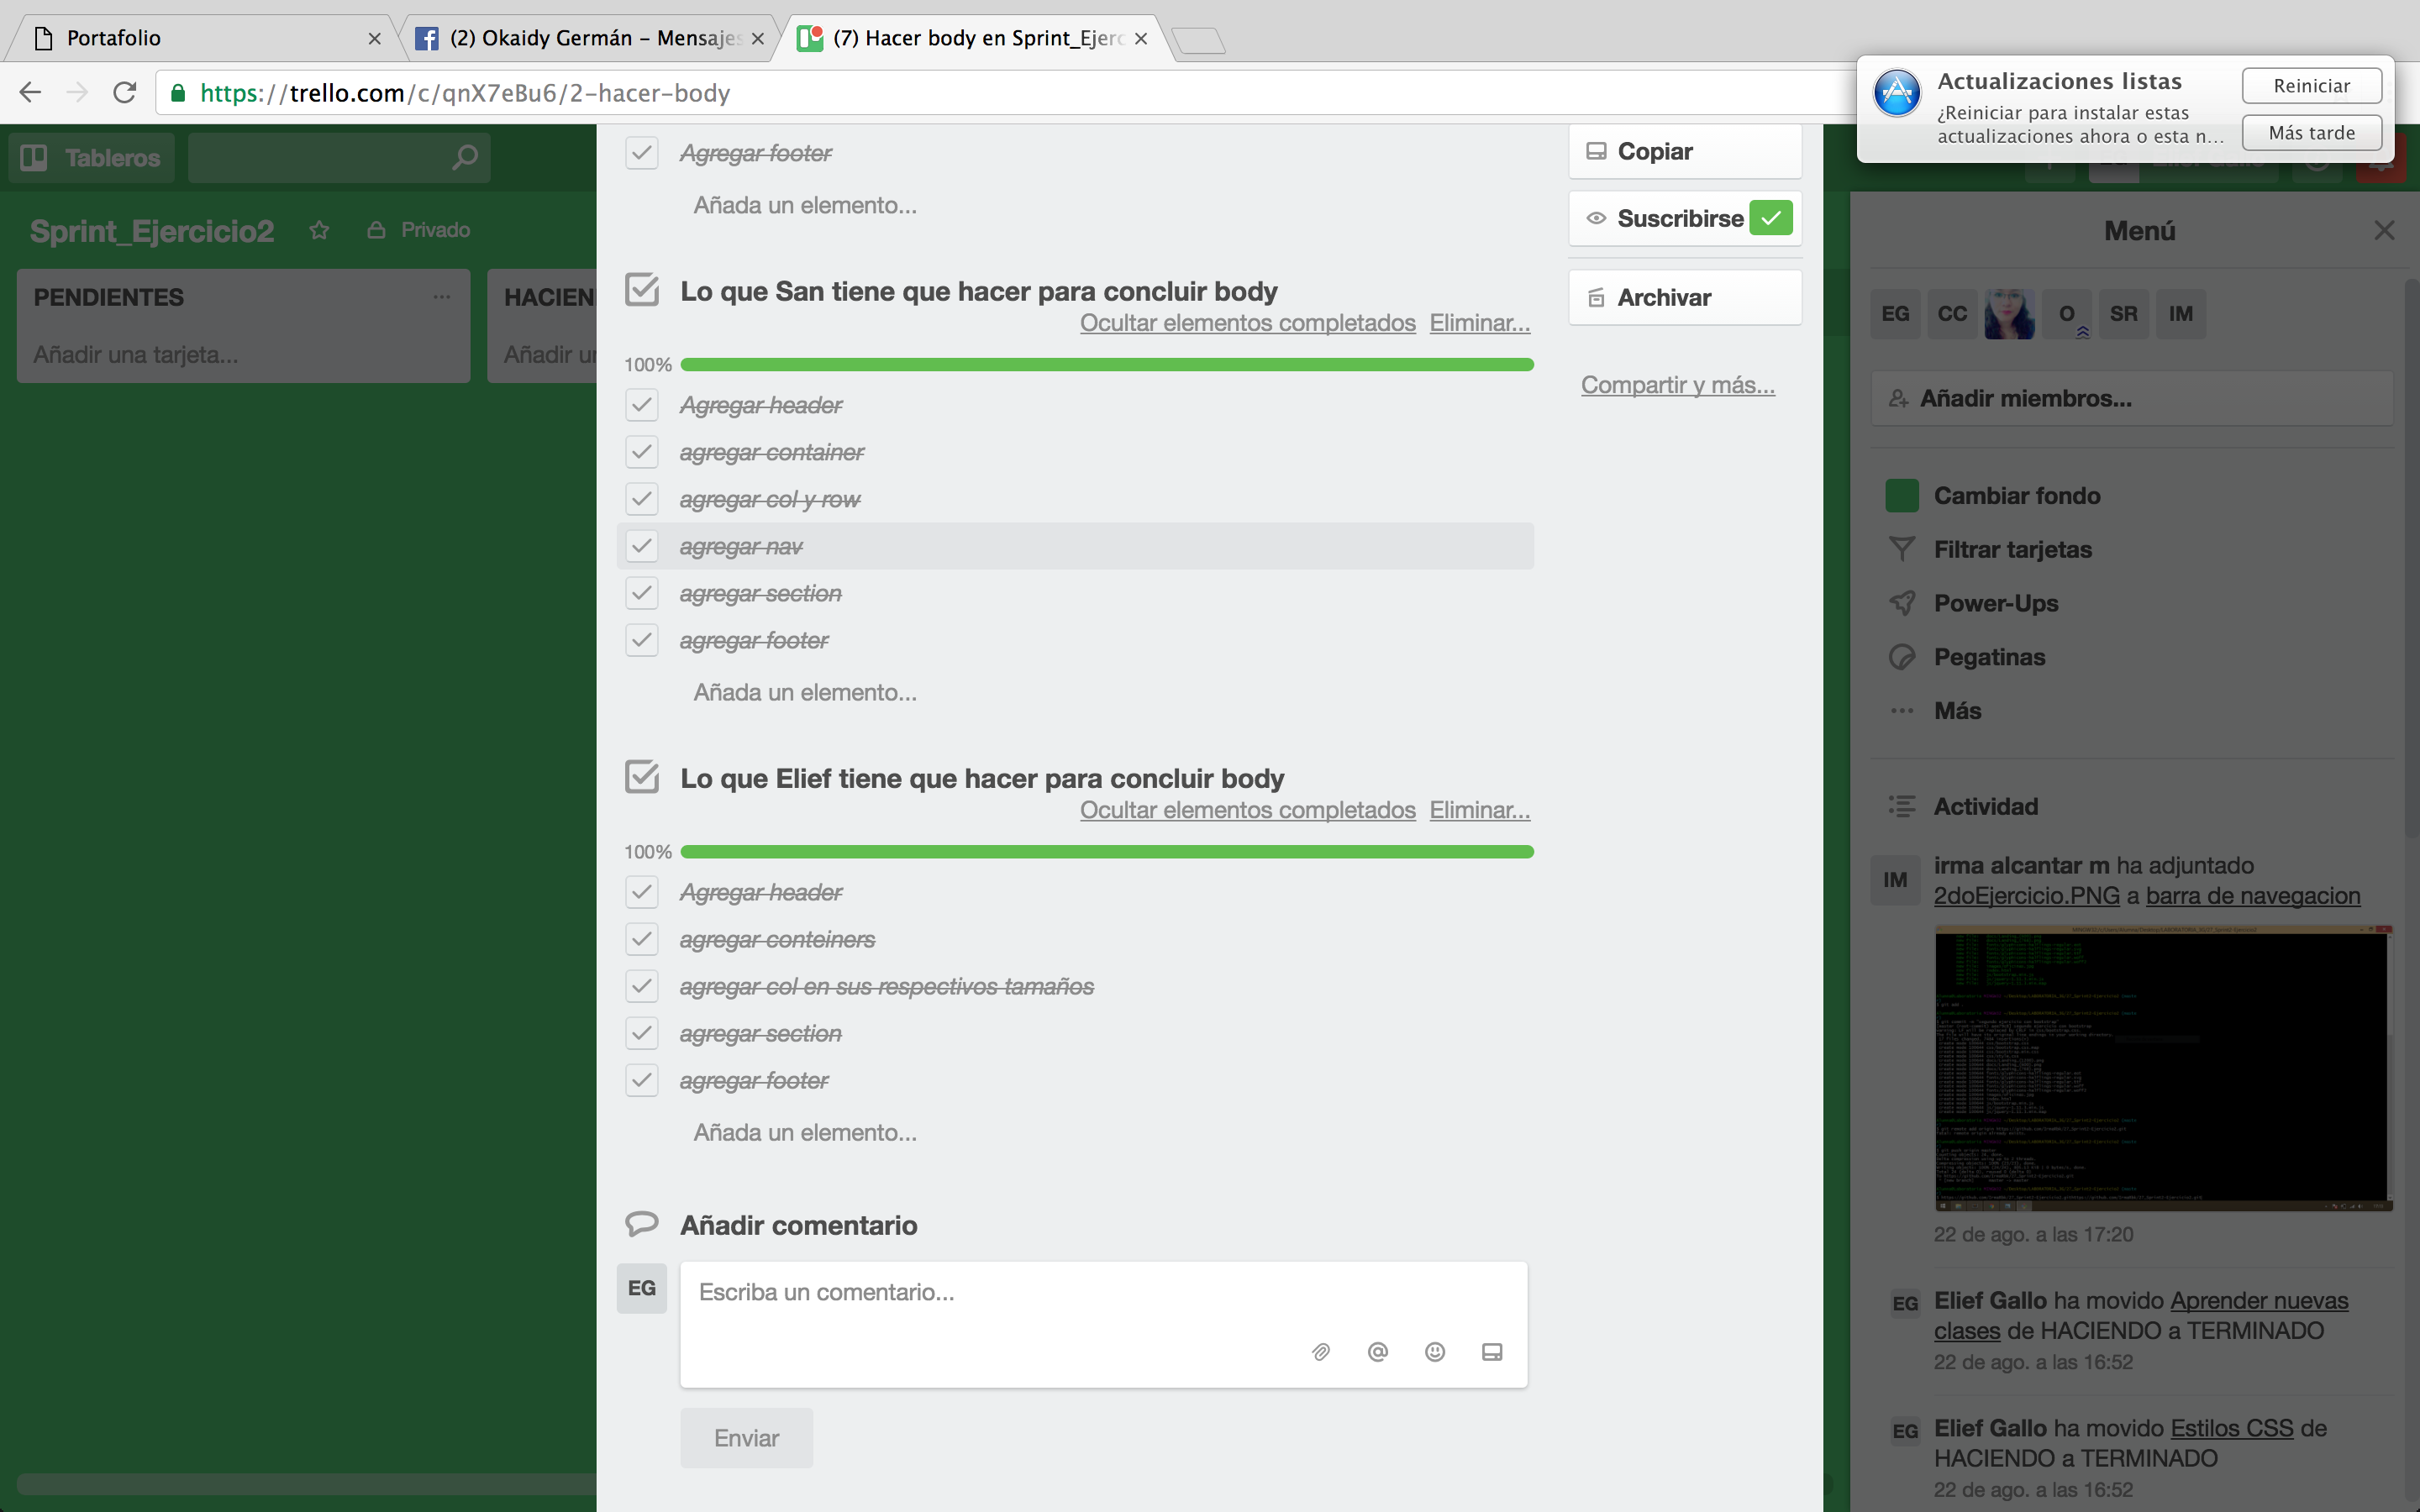 Portafolio
(2) Okaidy Germán – Mensajes
(7) Hacer body en Sprint_Ejerc
https://trello.com/c/qnX7eBu6/2-hacer-body
Actualizaciones listas
¿Reiniciar para instalar estas
actualizaciones ahora o esta n...
Reiniciar
Más tarde
Tableros
Sprint_Ejercicio2
Privado
PENDIENTES
Añadir una tarjeta...
HACIEN
Añadir u
Agregar footer
Añada un elemento...
Lo que San tiene que hacer para concluir body
Ocultar elementos completados Eliminar...
100%
Agregar header
agregar container
agregar col y row
agregar nav
agregar section
agregar footer
Añada un elemento...
Lo que Elief tiene que hacer para concluir body
Ocultar elementos completados Eliminar...
100%
Agregar header
agregar conteiners
agregar col en sus respectivos tamaños
agregar section
agregar footer
Añada un elemento...
Añadir comentario
EG
Escriba un comentario...
Enviar
Copiar
Suscribirse
Archivar
Compartir y más...
Menú
EG CC O SR IM
Añadir miembros...
Cambiar fondo
Filtrar tarjetas
Power-Ups
Pegatinas
Más
Actividad
IM
irma alcantar m ha adjuntado
2doEjercicio.PNG a barra de navegacion
22 de ago. a las 17:20
EG
Elief Gallo ha movido Aprender nuevas
clases de HACIENDO a TERMINADO
22 de ago. a las 16:52
EG
Elief Gallo ha movido Estilos CSS de
HACIENDO a TERMINADO
22 de ago. a las 16:52